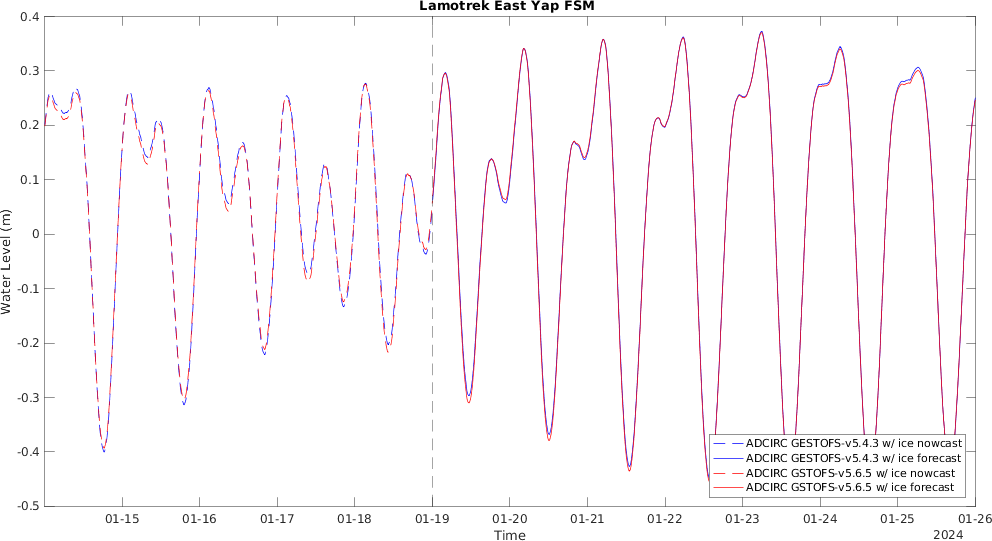 Lamotrek East Yap FSM
0.4
0.3
0.2
0.1
0
-0.1
-0.2
-0.3
-0.4
-0.5
Water Level (m)
ADCIRC GESTOFS-v5.4.3 w/ ice nowcast
ADCIRC GESTOFS-v5.4.3 w/ ice forecast
ADCIRC GSTOFS-v5.6.5 w/ ice nowcast
ADCIRC GSTOFS-v5.6.5 w/ ice forecast
01-15 01-16 01-17 01-18 01-19 01-20 01-21 01-22 01-23 01-24 01-25 01-26
Time
2024